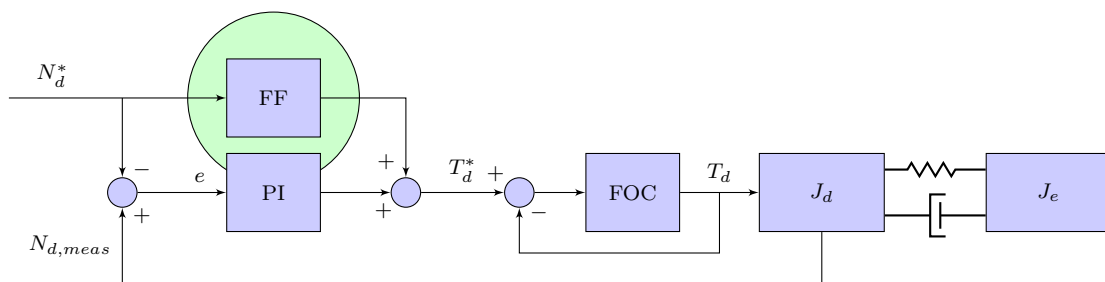 N_d^*
FF
−
+
e
PI
+
+
T_d^*
+
−
FOC
T_d
J_d
J_e
N_{d,meas}